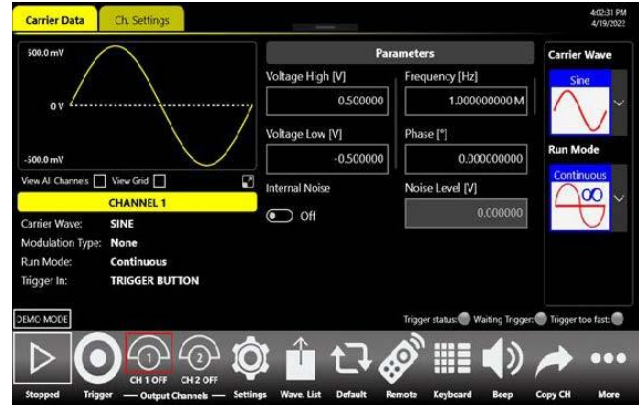 Carrier Data
Ch. Settings
4:02:31 PM
4/19/2022
500.0 mV
0 V
-500.0 mV
View All Channels View Grid
CHANNEL 1
Carrier Wave: SINE
Modulation Type: None
Run Mode: Continuous
Trigger In: TRIGGER BUTTON
Parameters
Voltage High [V]
0.500000
Frequency [Hz]
1.000000000M
Voltage Low [V]
-0.500000
Phase [°]
0.000000000
Internal Noise
Off
Noise Level [V]
0.000000
Carrier Wave
Sine
Run Mode
Continuous
∞
DEMO MODE
Trigger status: Waiting Trigger: Trigger too fast:
1
2
CH 1 OFF CH 2 OFF
Stopped Trigger Output Channels Settings Wave. List Default Remote Keyboard Beep Copy CH More